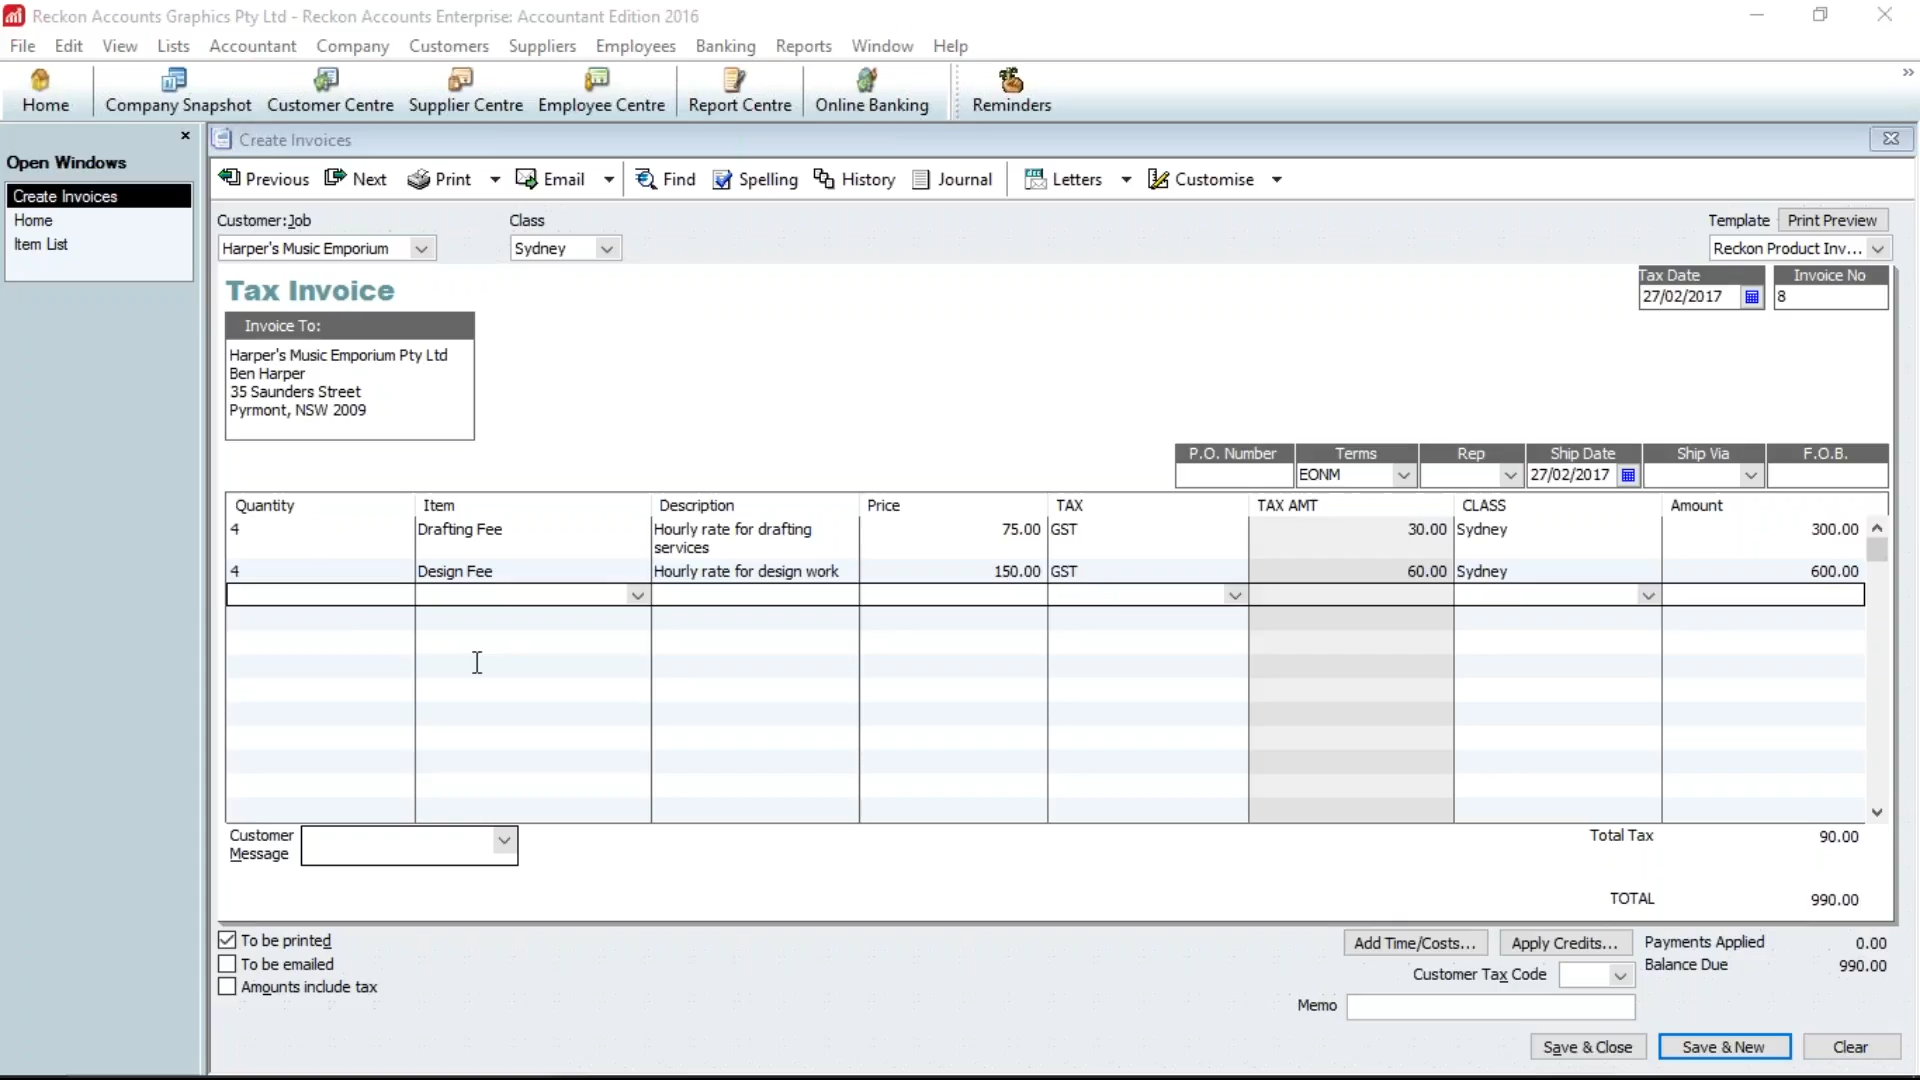 Reckon Accounts Graphics Pty Ltd - Reckon Accounts Enterprise: Accountant Edition 2016
File Edit View Lists Accountant Company Customers Suppliers Employees Banking Reports Window Help
Home Company Snapshot Customer Centre Supplier Centre Employee Centre Report Centre Online Banking Reminders
Open Windows
Create Invoices
Home
Item List
Create Invoices
Previous Next Print Email Find Spelling History Journal Letters Customise
Customer:Job Class Template Print Preview
Harper's Music Emporium Sydney Reckon Product Inv...
Tax Invoice
Tax Date Invoice No
27/02/2017 8
Invoice To:
Harper's Music Emporium Pty Ltd
Ben Harper
35 Saunders Street
Pyrmont, NSW 2009
P.O. Number Terms Rep Ship Date Ship Via F.O.B.
EONM 27/02/2017
Quantity Item Description Price TAX TAX AMT CLASS Amount
4 Drafting Fee Hourly rate for drafting 75.00 GST 30.00 Sydney 300.00
services
4 Design Fee Hourly rate for design work 150.00 GST 60.00 Sydney 600.00
Customer
Message
Total Tax 90.00
TOTAL 990.00
To be printed
To be emailed
Amounts include tax
Add Time/Costs... Apply Credits... Payments Applied 0.00
Customer Tax Code Balance Due 990.00
Memo
Save & Close Save & New Clear